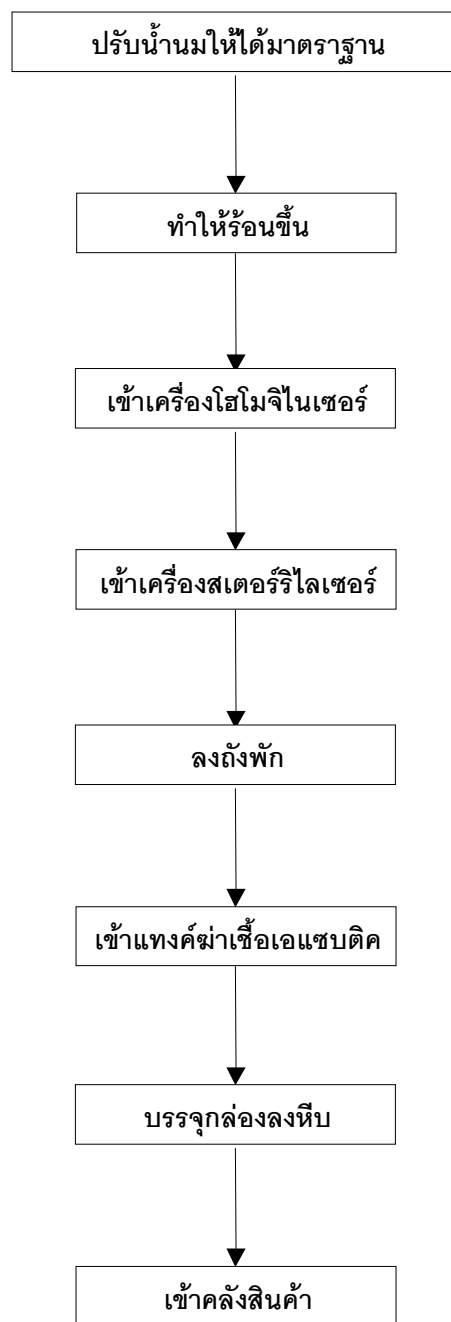 ปรับน้ำนมให้ได้มาตราฐาน
ทำให้ร้อนขึ้น
เข้าเครื่องโฮโมจิไนเซอร์
เข้าเครื่องสเตอร์ริไลเซอร์
ลงถังพัก
เข้าแทงค์ฆ่าเชื้อเอแซบติค
บรรจุกล่องลงหีบ
เข้าคลังสินค้า